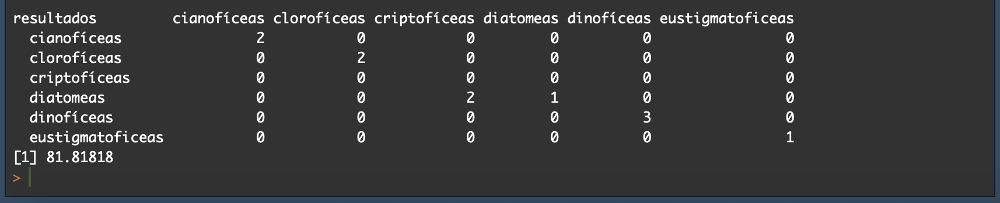 resultados cianofíceas clorofíceas criptofíceas diatomeas dinofíceas eustigmatoficeas
cianofíceas 2 0 0 0 0 0
clorofíceas 0 2 0 0 0 0
criptofíceas 0 0 0 0 0 0
diatomeas 0 0 2 1 0 0
dinofíceas 0 0 0 0 3 0
eustigmatoficeas 0 0 0 0 0 1
[1] 81.81818
>